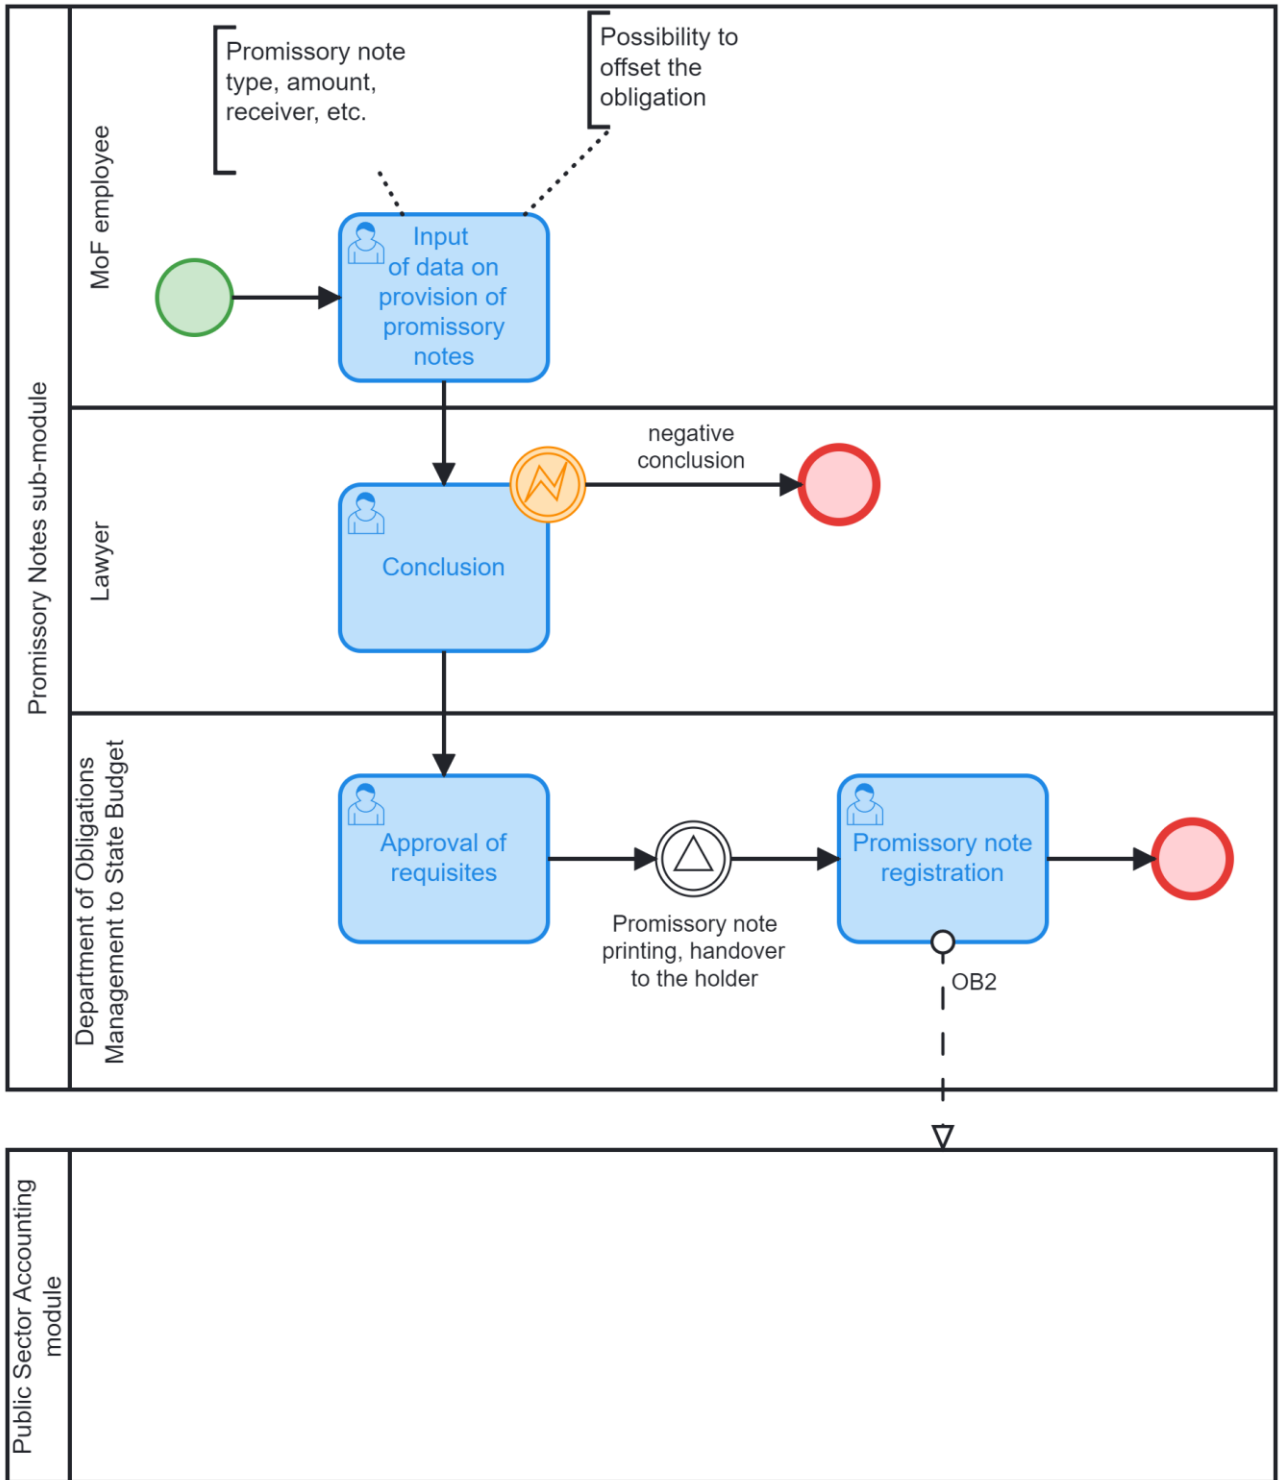 Promissory Notes sub-module
MoF employee
Promissory note
type, amount,
receiver, etc.
Possibility to
offset the
obligation
Input
of data on
provision of
promissory
notes
Lawyer
negative
conclusion
Conclusion
Department of Obligations
Management to State Budget
Approval of
requisites
Promissory note
printing, handover
to the holder
Promissory note
registration
OB2
Public Sector Accounting
module